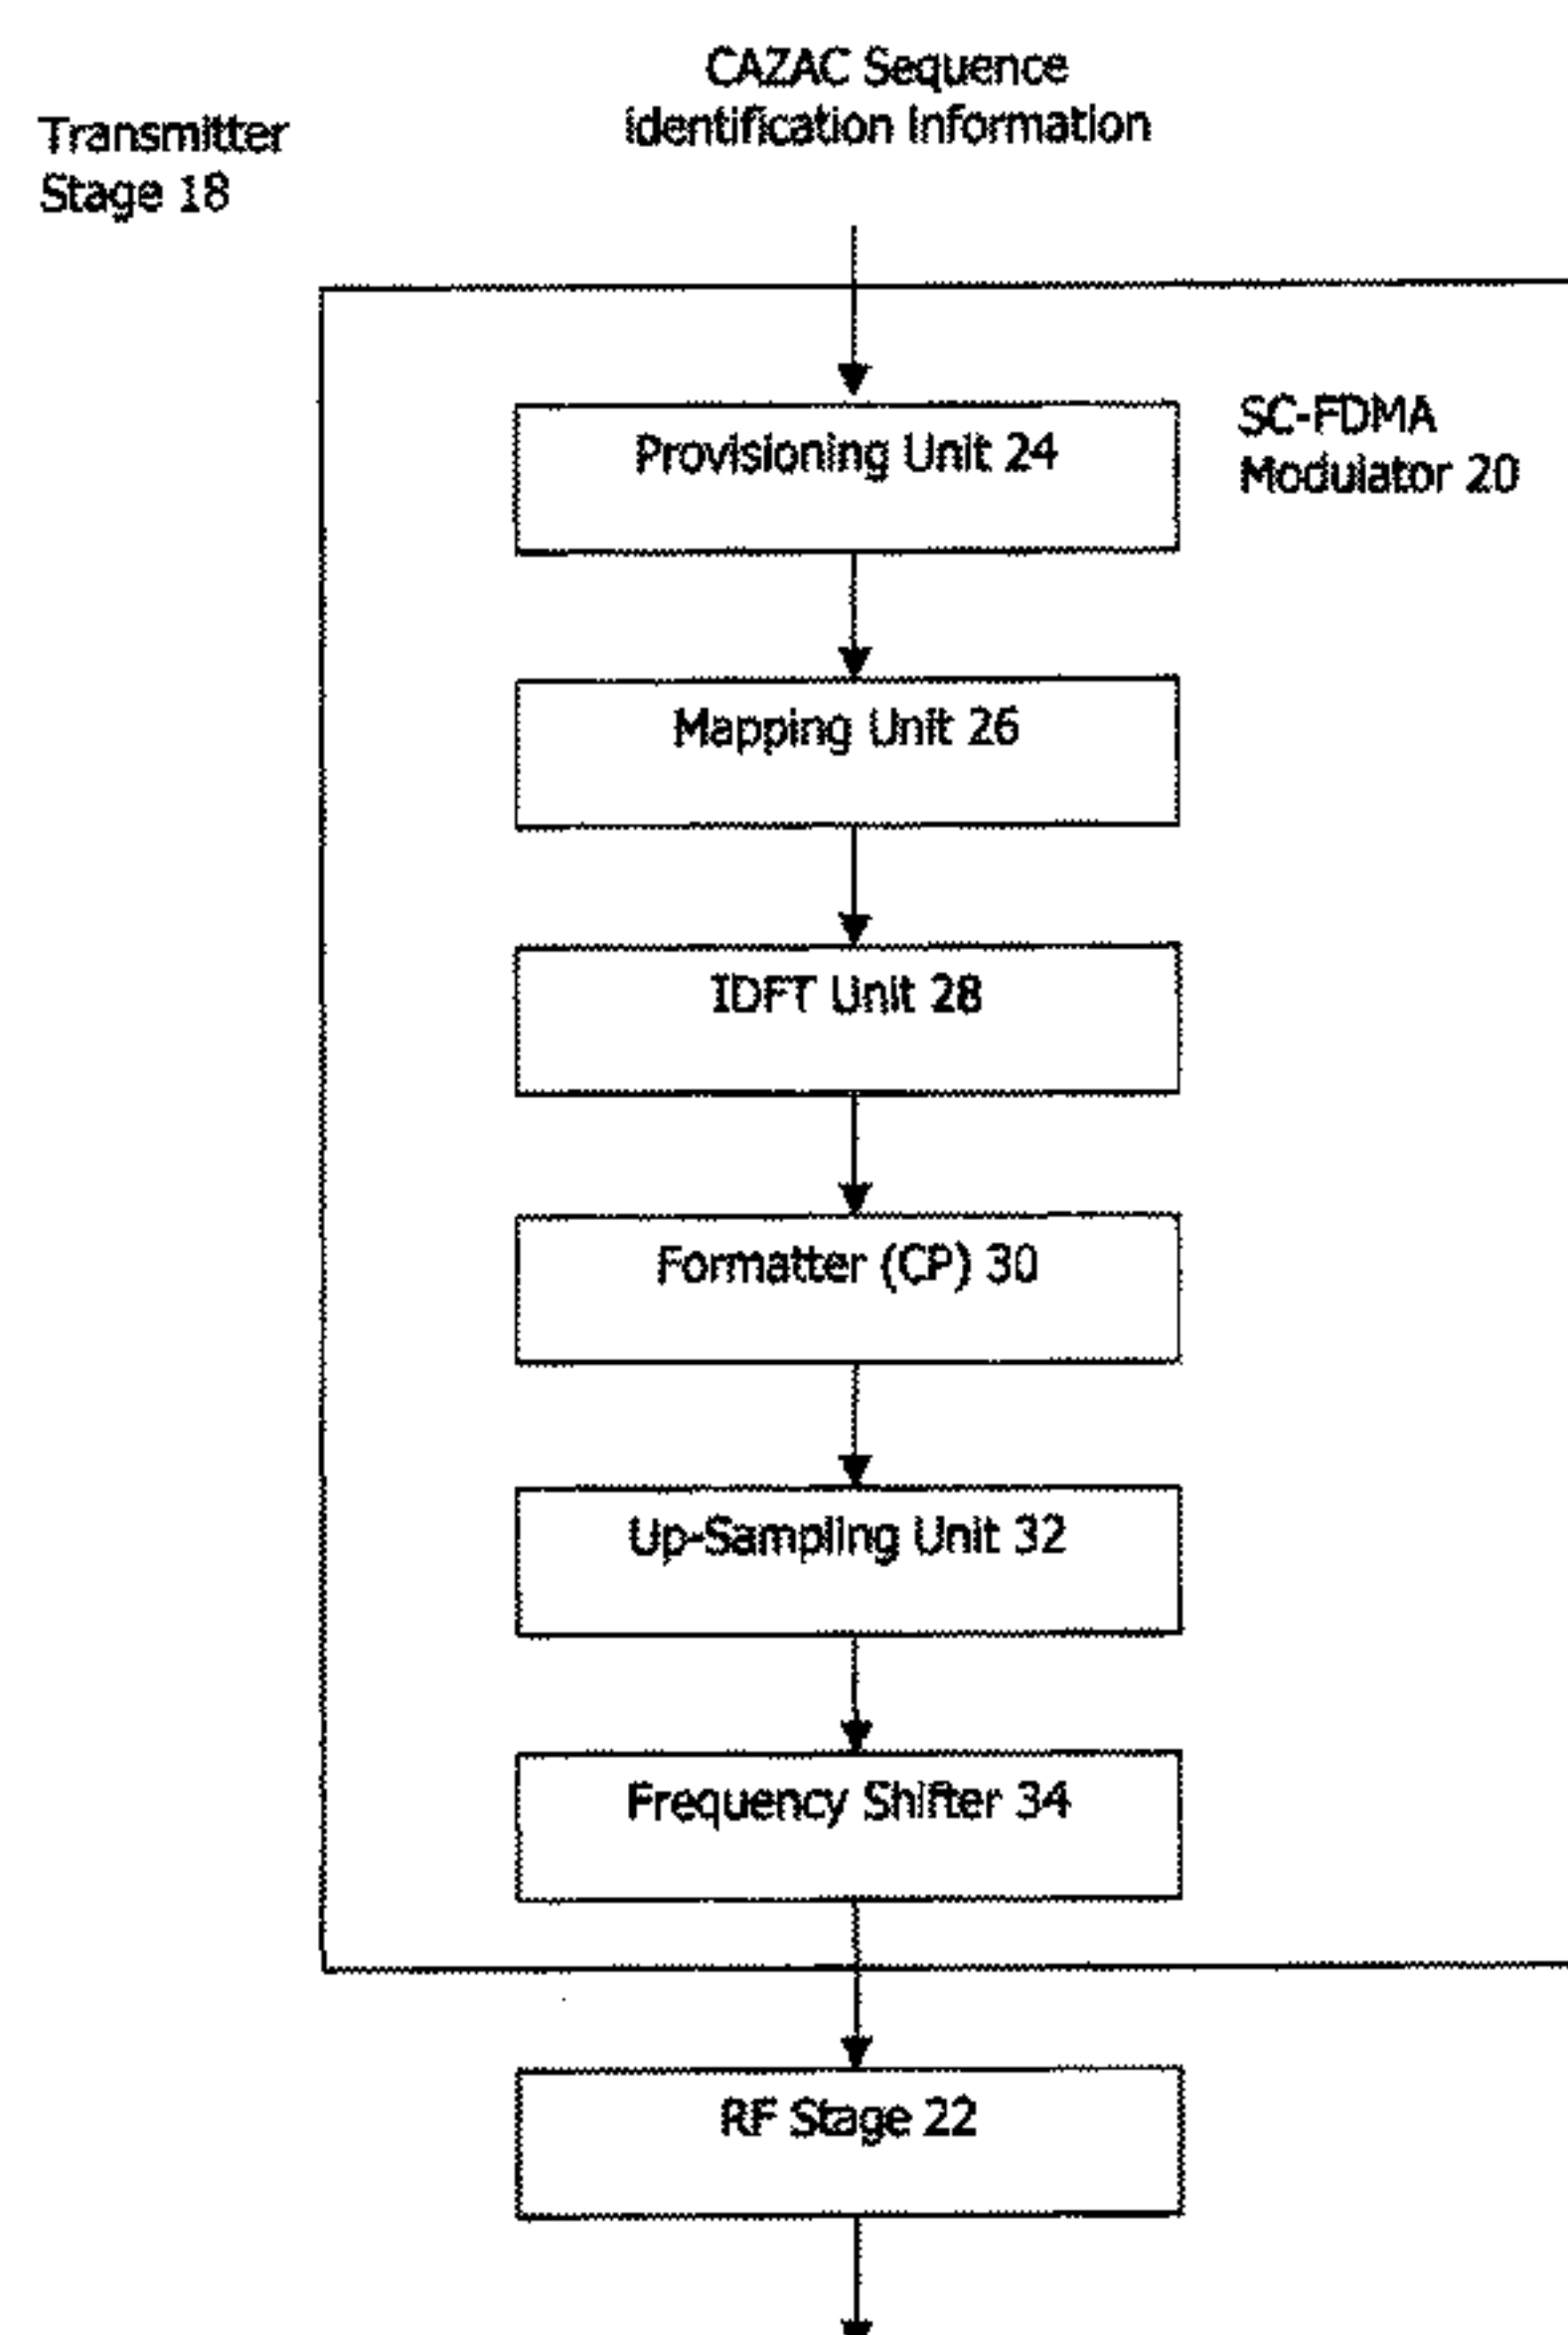 CAZAC Sequence
Identification Information
Transmitter
Stage 18
Provisioning Unit 24
SC-FDMA
Modulator 20
Mapping Unit 26
IDFT Unit 28
Formatter (CP) 30
Up-Sampling Unit 32
Frequency Shifter 34
RF Stage 22